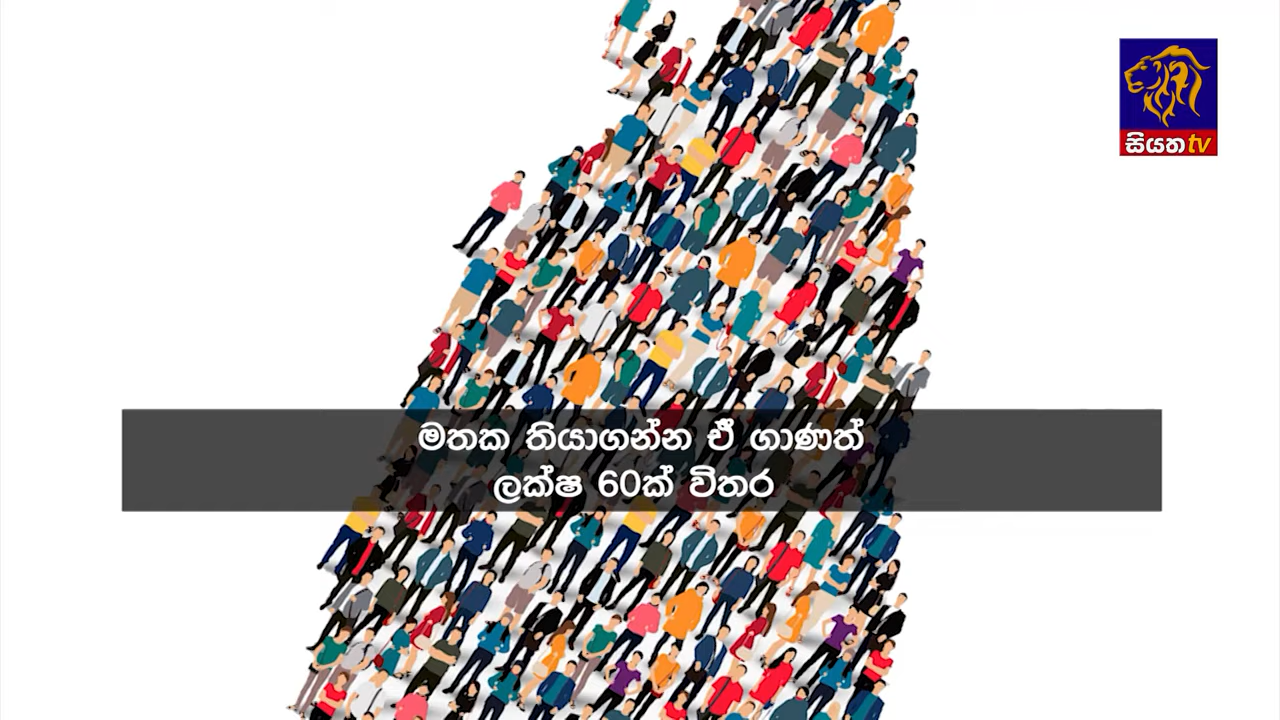 සියත tv
මතක තියාගන්න ඒ ගාණත්
ලක්ෂ 60ක් විතර